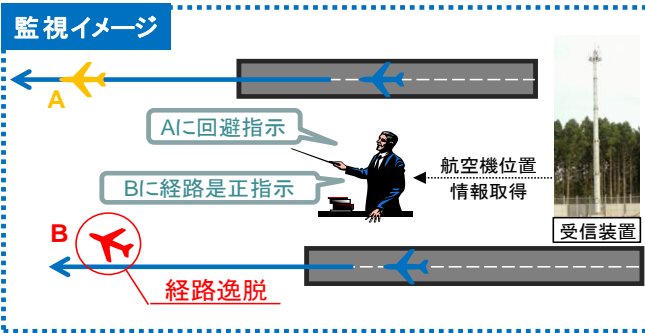 監視イメージ
A
Aに回避指示
Bに経路是正指示
航空機位置
情報取得
受信装置
B
経路逸脱